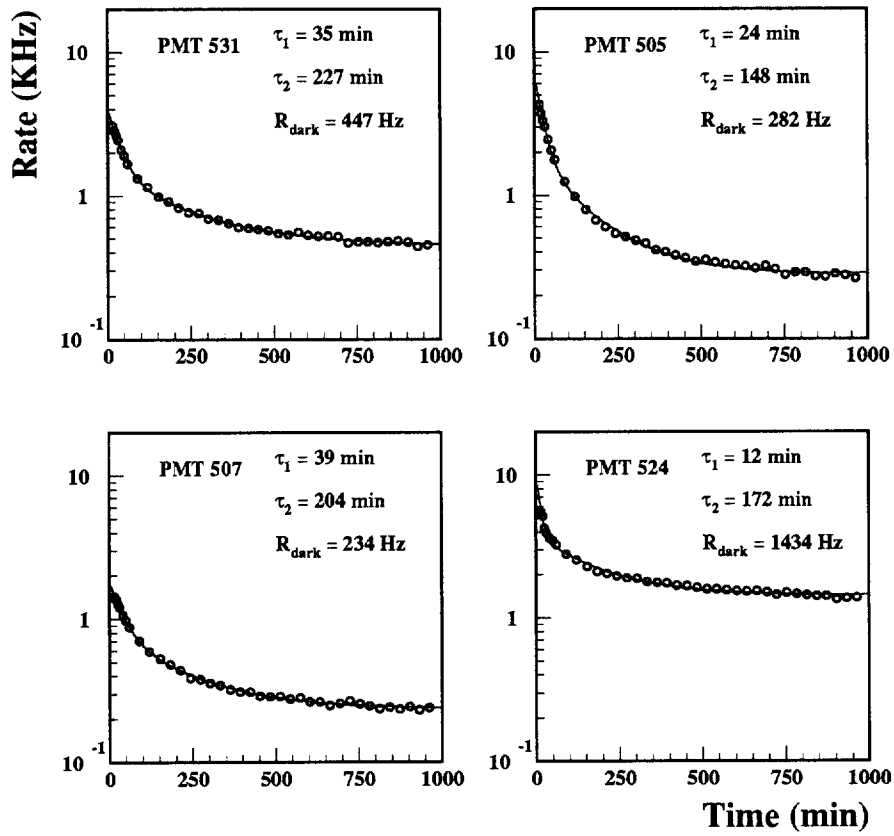 Rate (KHz)
PMT 531
τ1 = 35 min
τ2 = 227 min
Rdark = 447 Hz
10
1
10 -1
0 250 500 750 1000
PMT 505
τ1 = 24 min
τ2 = 148 min
Rdark = 282 Hz
10
1
10 -1
0 250 500 750 1000
PMT 507
τ1 = 39 min
τ2 = 204 min
Rdark = 234 Hz
10
1
10 -1
0 250 500 750 1000
PMT 524
τ1 = 12 min
τ2 = 172 min
Rdark = 1434 Hz
10
1
10 -1
0 250 500 750 1000
Time (min)